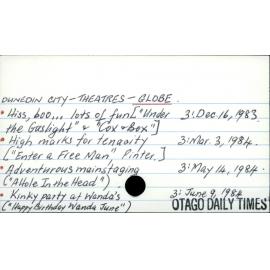 DUNEDIN CITY - THEATRES - GLOBE.
• Hiss, boo... lots of fun ["Under 3: Dec. 16, 1983.
the Gaslight" & "Cox & Box"]
• High marks for tenacity 3: Mar. 3, 1984.
["Enter a Free Man", Pinter.]
• Adventurous mainstaging 3: May 14, 1984.
("A Hole In the Head")
• Kinky party at Wanda's 3: June 9, 1984
("Happy Birthday Wanda June") OTAGO DAILY TIMES